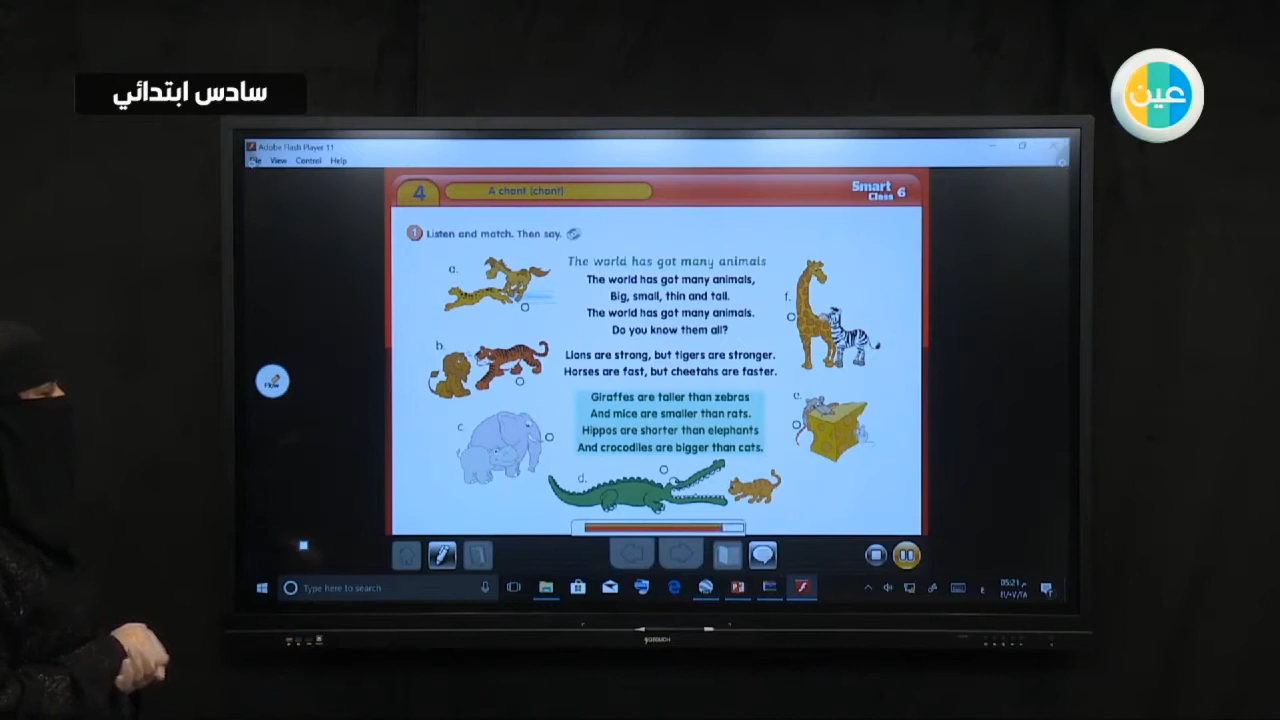 سادس ابتدائي
عين
Adobe Flash Player 11
File View Control Help
4
A chant (chant)
Smart
Class 6
1 Listen and match. Then say.
The world has got many animals
The world has got many animals,
Big, small, thin and tall.
The world has got many animals.
Do you know them all?
Lions are strong, but tigers are stronger.
Horses are fast, but cheetahs are faster.
Giraffes are taller than zebras
And mice are smaller than rats.
Hippos are shorter than elephants
And crocodiles are bigger than cats.
a.
b.
c
d.
e.
f.
Type here to search
05:21 م